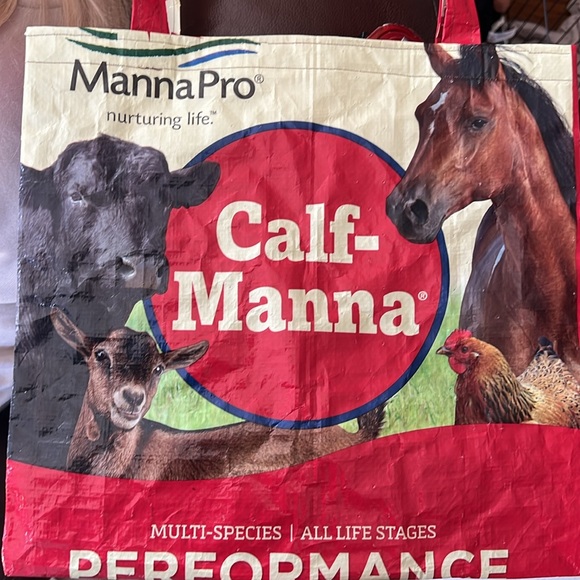 MannaPro®
nurturing life.™
Calf-
Manna®
MULTI-SPECIES | ALL LIFE STAGES
PERFORMANCE